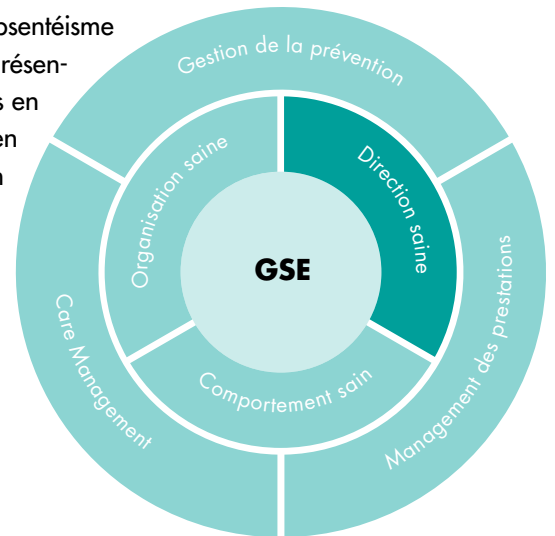 bsentéisme
résen-
s en
en
Gestion de la prévention
Organisation saine
Direction saine
GSE
Comportement sain
Care Management
Management des prestations